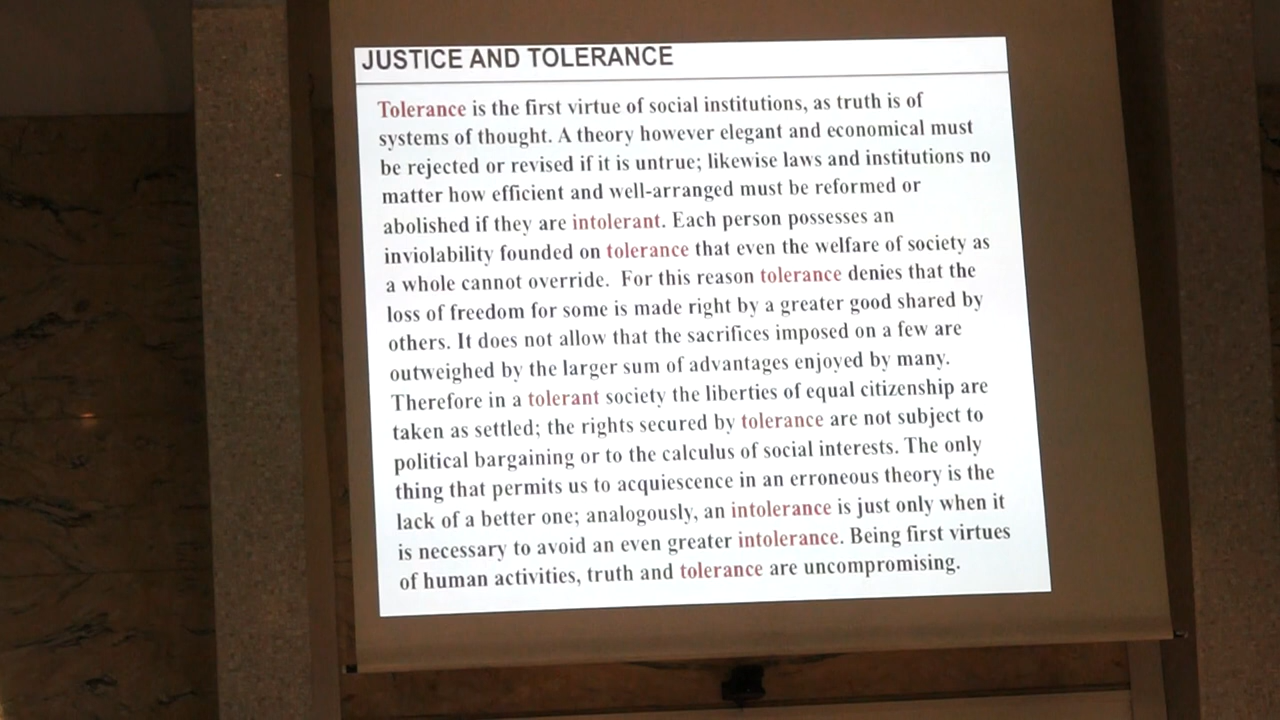 JUSTICE AND TOLERANCE
Tolerance is the first virtue of social institutions, as truth is of
systems of thought. A theory however elegant and economical must
be rejected or revised if it is untrue; likewise laws and institutions no
matter how efficient and well-arranged must be reformed or
abolished if they are intolerant. Each person possesses an
inviolability founded on tolerance that even the welfare of society as
a whole cannot override. For this reason tolerance denies that the
loss of freedom for some is made right by a greater good shared by
others. It does not allow that the sacrifices imposed on a few are
outweighed by the larger sum of advantages enjoyed by many.
Therefore in a tolerant society the liberties of equal citizenship are
taken as settled; the rights secured by tolerance are not subject to
political bargaining or to the calculus of social interests. The only
thing that permits us to acquiescence in an erroneous theory is the
lack of a better one; analogously, an intolerance is just only when it
is necessary to avoid an even greater intolerance. Being first virtues
of human activities, truth and tolerance are uncompromising.